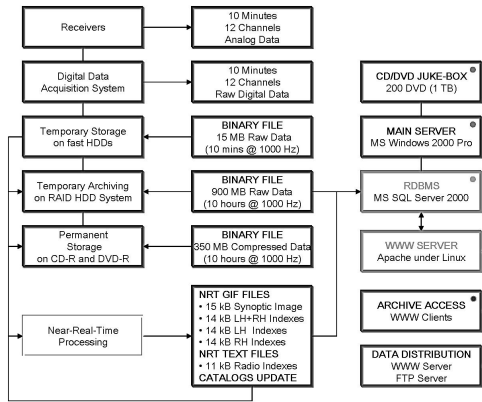 Receivers
10 Minutes
12 Channels
Analog Data
Digital Data
Acquisition System
10 Minutes
12 Channels
Raw Digital Data
CD/DVD JUKE-BOX
200 DVD (1 TB)
Temporary Storage
on fast HDDs
BINARY FILE
15 MB Raw Data
(10 mins @ 1000 Hz)
MAIN SERVER
MS Windows 2000 Pro
Temporary Archiving
on RAID HDD System
BINARY FILE
900 MB Raw Data
(10 hours @ 1000 Hz)
RDBMS
MS SQL Server 2000
Permanent
Storage
on CD-R and DVD-R
BINARY FILE
350 MB Compressed Data
(10 hours @ 1000 Hz)
WWW SERVER
Apache under Linux
Near-Real-Time
Processing
NRT GIF FILES
• 15 kB Synoptic Image
• 14 kB LH+RH Indexes
• 14 kB LH Indexes
• 14 kB RH Indexes
NRT TEXT FILES
• 11 kB Radio Indexes
CATALOGS UPDATE
ARCHIVE ACCESS
WWW Clients
DATA DISTRIBUTION
WWW Server
FTP Server